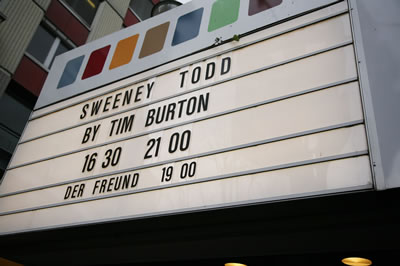 SWEENEY TODD
BY TIM BURTON
16 30 21 00
DER FREUND 19 00